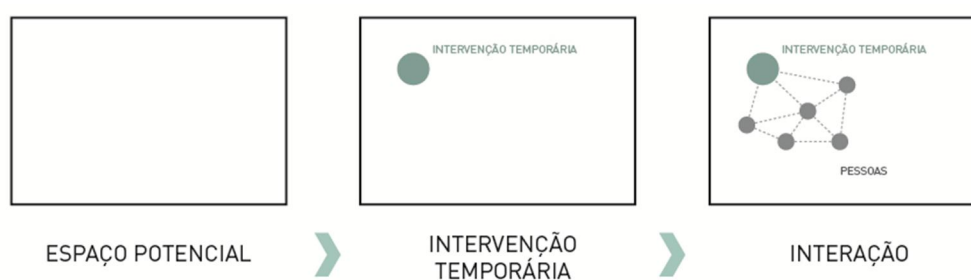 INTERVENÇÃO TEMPORÁRIA
INTERVENÇÃO TEMPORÁRIA
PESSOAS
ESPAÇO POTENCIAL
INTERVENÇÃO
TEMPORÁRIA
INTERAÇÃO